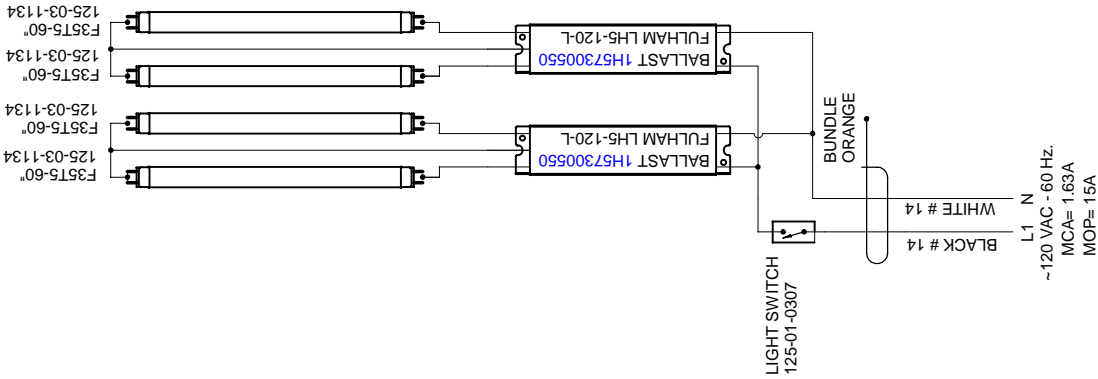 F35T5-60"
125-03-1134
F35T5-60"
125-03-1134
F35T5-60"
125-03-1134
F35T5-60"
125-03-1134
BALLAST 1H57300550
FULHAM LH5-120-L
BALLAST 1H57300550
FULHAM LH5-120-L
BUNDLE
ORANGE
LIGHT SWITCH
125-01-0307
WHITE # 14
BLACK # 14
L1 N
~120 VAC - 60 Hz.
MCA= 1.63A
MOP= 15A